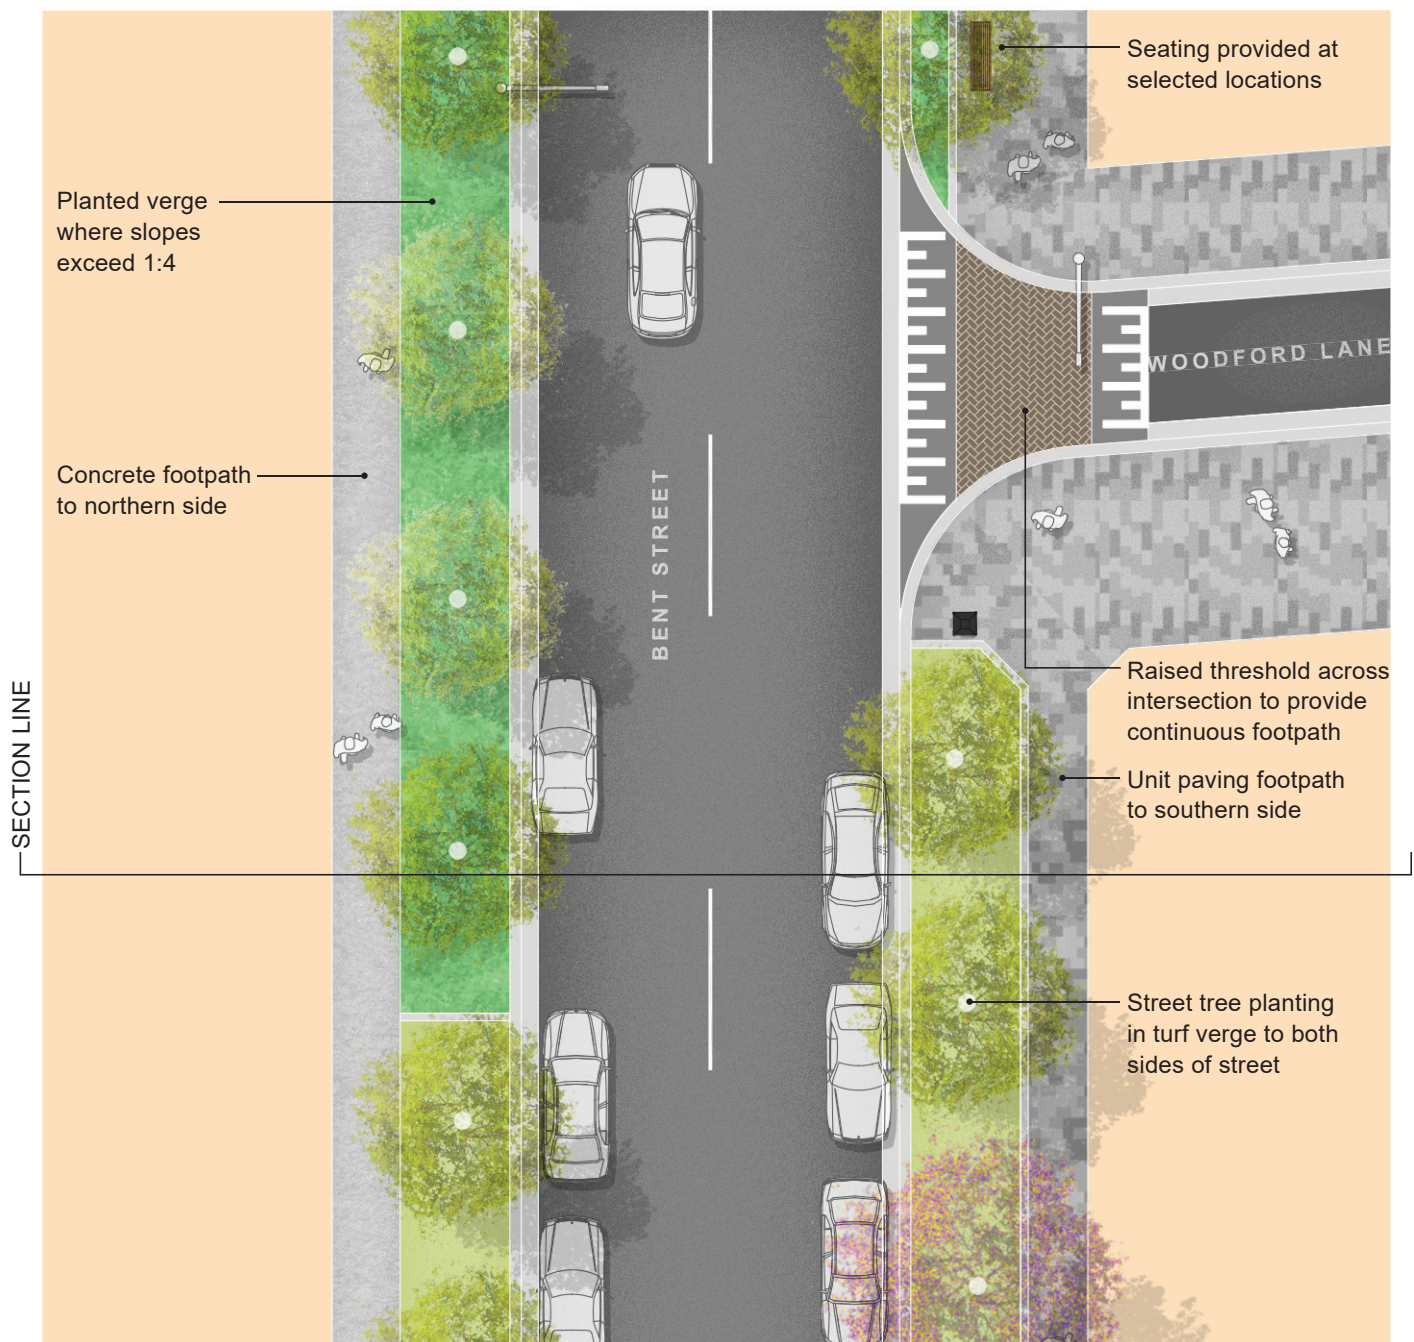 Seating provided at
selected locations
Planted verge
where slopes
exceed 1:4
WOODFORD LANE
Concrete footpath
to northern side
BENT STREET
Raised threshold across
intersection to provide
continuous footpath
SECTION LINE
Unit paving footpath
to southern side
Street tree planting
in turf verge to both
sides of street